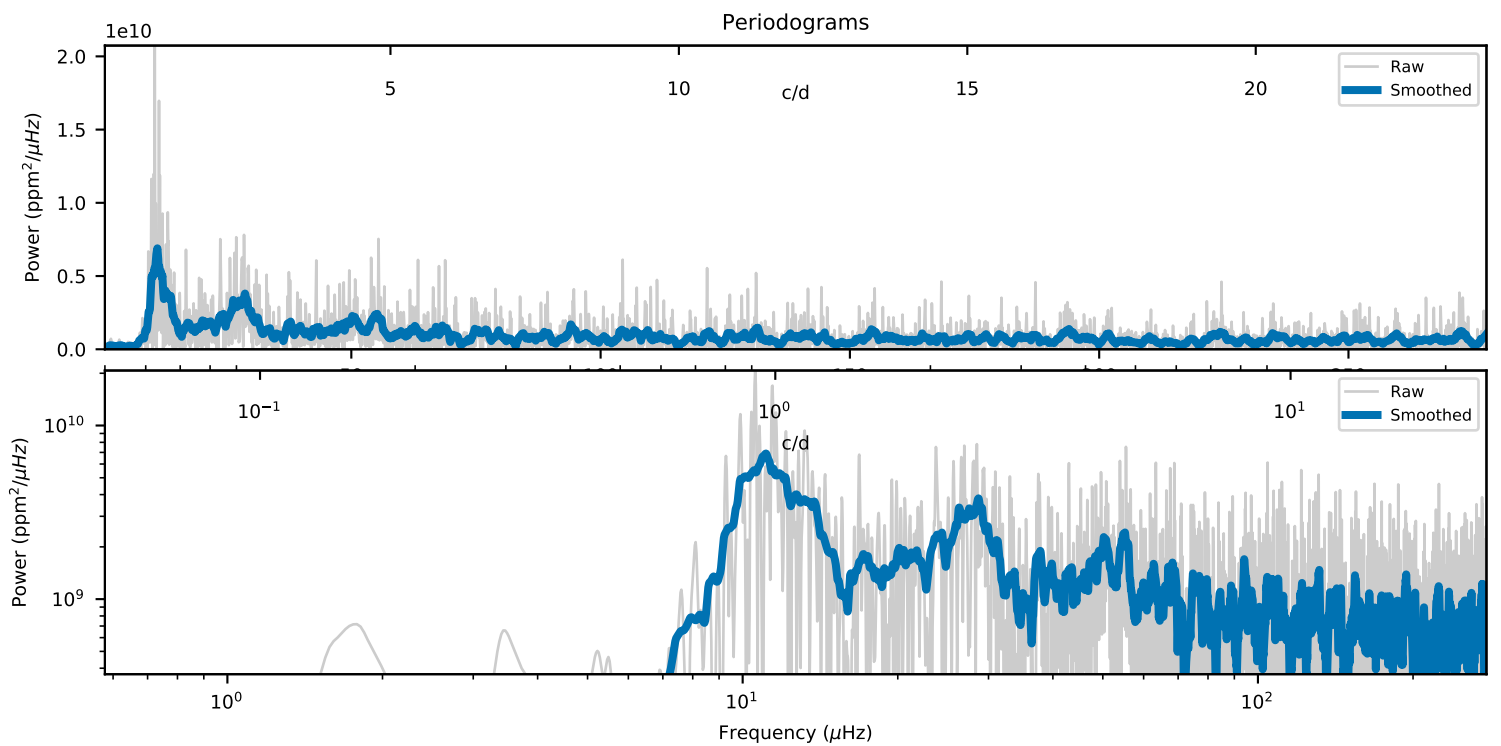 Periodograms
1e10
2.0
1.5
1.0
0.5
0.0
Power (ppm²/μHz)
5 10 15 20
c/d
Raw
Smoothed
10¹⁰
10⁹
Power (ppm²/μHz)
10⁻¹ 10⁰ 10¹
c/d
Raw
Smoothed
10⁰ 10¹ 10²
Frequency (μHz)